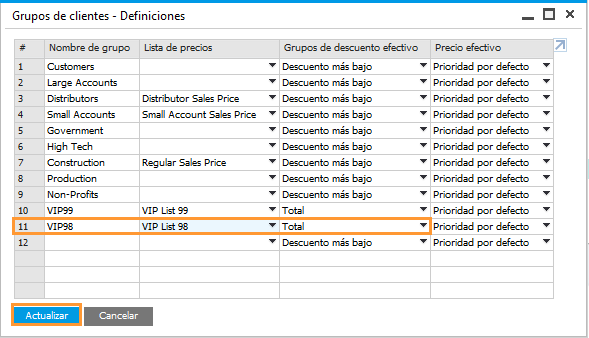 Grupos de clientes - Definiciones
# Nombre de grupo Lista de precios Grupos de descuento efectivo Precio efectivo
1 Customers Descuento más bajo Prioridad por defecto
2 Large Accounts Descuento más bajo Prioridad por defecto
3 Distributors Distributor Sales Price Descuento más bajo Prioridad por defecto
4 Small Accounts Small Account Sales Price Descuento más bajo Prioridad por defecto
5 Government Descuento más bajo Prioridad por defecto
6 High Tech Descuento más bajo Prioridad por defecto
7 Construction Regular Sales Price Descuento más bajo Prioridad por defecto
8 Production Descuento más bajo Prioridad por defecto
9 Non-Profits Descuento más bajo Prioridad por defecto
10 VIP99 VIP List 99 Total Prioridad por defecto
11 VIP98 VIP List 98 Total Prioridad por defecto
12 Descuento más bajo Prioridad por defecto
Actualizar Cancelar